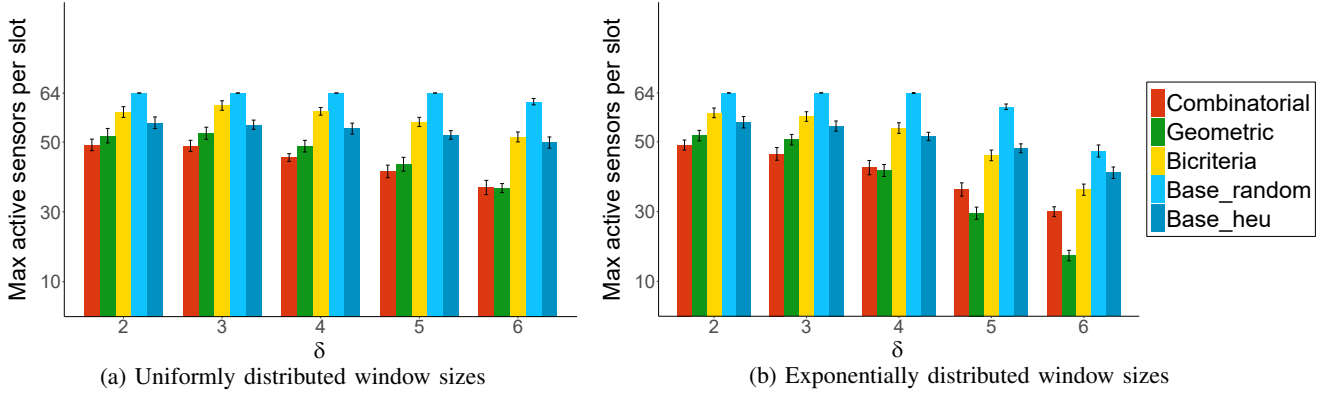 Max active sensors per slot
64
50
30
10
2 3 4 5 6
δ
(a) Uniformly distributed window sizes
Max active sensors per slot
64
50
30
10
2 3 4 5 6
δ
(b) Exponentially distributed window sizes
Combinatorial
Geometric
Bicriteria
Base_random
Base_heu